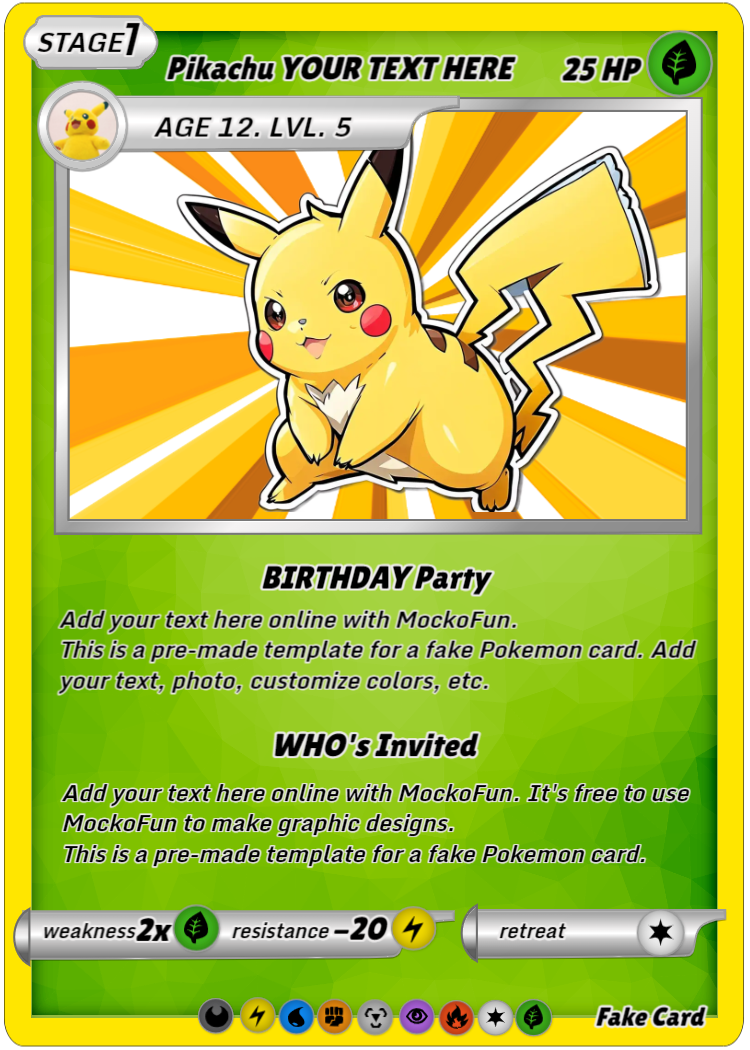 STAGE1
Pikachu YOUR TEXT HERE 25 HP
AGE 12. LVL. 5
BIRTHDAY Party
Add your text here online with MockoFun.
This is a pre-made template for a fake Pokemon card. Add
your text, photo, customize colors, etc.
WHO's Invited
Add your text here online with MockoFun. It's free to use
MockoFun to make graphic designs.
This is a pre-made template for a fake Pokemon card.
weakness 2x resistance -20 retreat
Fake Card